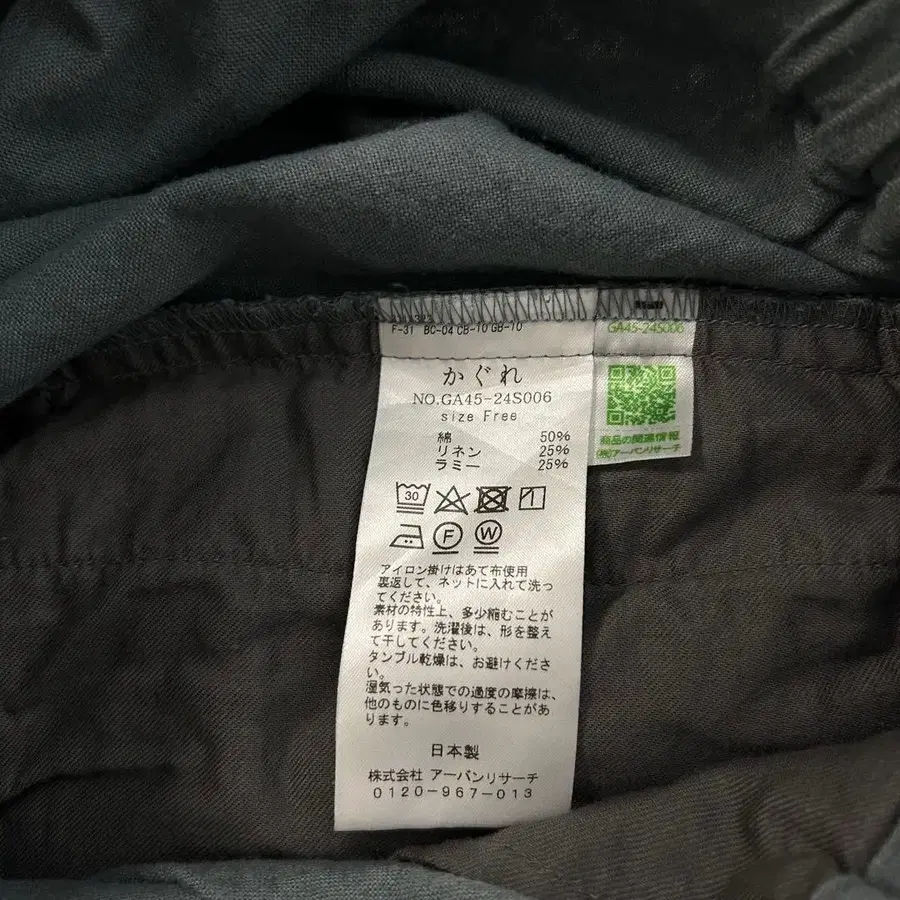 F-31 BC-04 CB-10 GB-10
かぐれ
NO.GA45-24S006
size Free
綿 50%
リネン 25%
ラミー 25%
30
F W
アイロン掛けはあて布使用
裏返して、ネットに入れて洗っ
てください。
素材の特性上、多少縮むことが
あります。洗濯後は、形を整え
て干してください。
タンブル乾燥は、お避けくださ
い。
湿気った状態での過度の摩擦は、
他のものに色移りすることがあ
ります。
日本製
株式会社 アーバンリサーチ
0120-967-013
GA45-24S006
商品の関連情報
(株)アーバンリサーチ